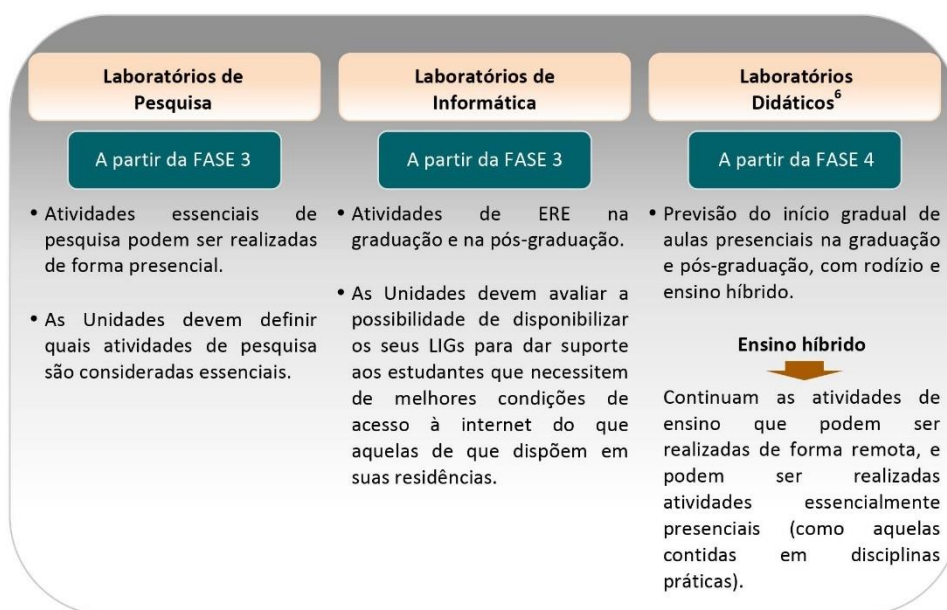 Laboratórios de
Pesquisa
A partir da FASE 3
• Atividades essenciais de
pesquisa podem ser realizadas
de forma presencial.
• As Unidades devem definir
quais atividades de pesquisa
são consideradas essenciais.
Laboratórios de
Informática
A partir da FASE 3
• Atividades de ERE na
graduação e na pós-graduação.
• As Unidades devem avaliar a
possibilidade de disponibilizar
os seus LIGs para dar suporte
aos estudantes que necessitem
de melhores condições de
acesso à internet do que
aquelas de que dispõem em
suas residências.
Laboratórios
Didáticos⁶
A partir da FASE 4
• Previsão do início gradual de
aulas presenciais na graduação
e pós-graduação, com rodízio e
ensino híbrido.
Ensino híbrido
Continuam as atividades de
ensino que podem ser
realizadas de forma remota, e
podem ser realizadas
atividades essencialmente
presenciais (como aquelas
contidas em disciplinas
práticas).